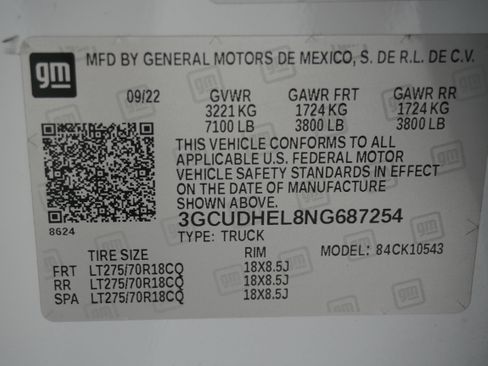 gm MFD BY GENERAL MOTORS DE MEXICO, S. DE R.L. DE C.V.
09/22 GVWR GAWR FRT GAWR RR
3221 KG 1724 KG 1724 KG
7100 LB 3800 LB 3800 LB
THIS VEHICLE CONFORMS TO ALL
APPLICABLE U.S. FEDERAL MOTOR
VEHICLE SAFETY STANDARDS IN EFFECT
ON THE DATE OF MANUFACTURE
SHOWN ABOVE.
3GCUDHEL8NG687254
8624
TYPE: TRUCK MODEL: 84CK10543
TIRE SIZE RIM
FRT LT275/70R18CQ 18X8.5J
RR LT275/70R18CQ 18X8.5J
SPA LT275/70R18CQ 18X8.5J